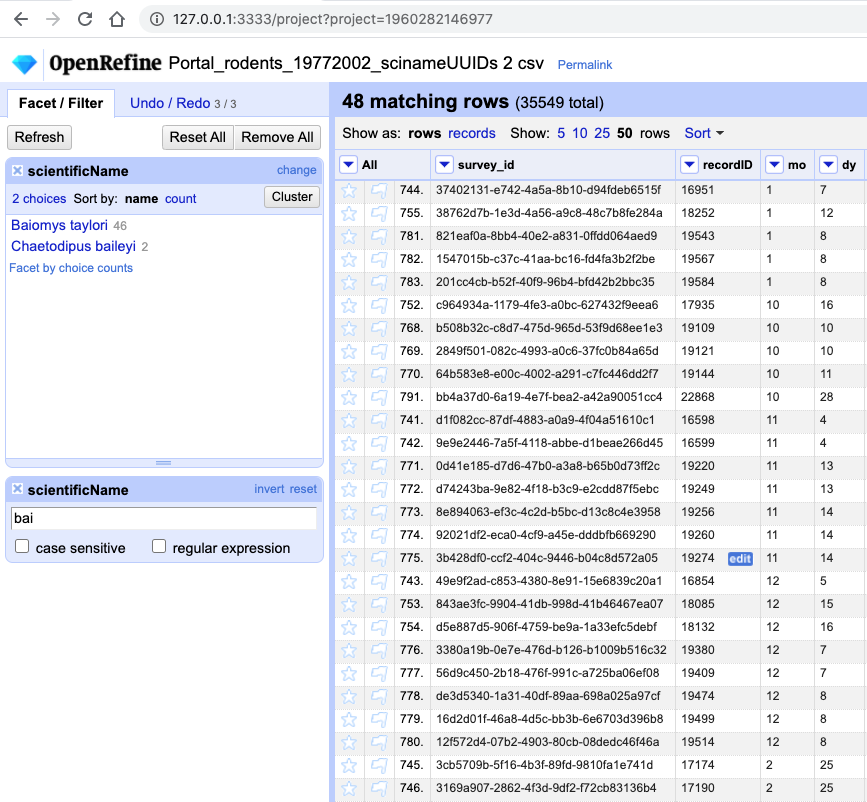 127.0.0.1:3333/project?project=1960282146977
OpenRefine Portal_rodents_19772002_scinameUUIDs 2 csv Permalink
Facet / Filter Undo / Redo 3 / 3
48 matching rows (35549 total)
Refresh Reset All Remove All
Show as: rows records Show: 5 10 25 50 rows Sort
scientificName change
2 choices Sort by: name count Cluster
Baiomys taylori 46
Chaetodipus baileyi 2
Facet by choice counts
scientificName invert reset
bai
case sensitive regular expression
All survey_id recordID mo dy
744. 37402131-e742-4a5a-8b10-d94fdeb6515f 16951 1 7
755. 38762d7b-1e3d-4a56-a9c8-48c7b8fe284a 18252 1 12
781. 821eaf0a-8bb4-40e2-a831-0ffdd064aed9 19543 1 8
782. 1547015b-c37c-41aa-bc16-fd4fa3b2f2be 19567 1 8
783. 201cc4cb-b52f-40f9-96b4-bfd42b2bbc35 19584 1 8
752. c964934a-1179-4fe3-a0bc-627432f9eea6 17935 10 16
768. b508b32c-c8d7-475d-965d-53f9d68ee1e3 19109 10 10
769. 2849f501-082c-4993-a0c6-37fc0b84a65d 19121 10 10
770. 64b583e8-e00c-4002-a291-c7fc446dd2f7 19144 10 11
791. bb4a37d0-6a19-4e7f-bea2-a42a90051cc4 22868 10 28
741. d1f082cc-87df-4883-a0a9-4f04a51610c1 16598 11 4
742. 9e9e2446-7a5f-4118-abbe-d1beae266d45 16599 11 4
771. 0d41e185-d7d6-47b0-a3a8-b65b0d73ff2c 19220 11 13
772. d74243ba-9e82-4f18-b3c9-e2cdd87f5ebc 19249 11 13
773. 8e894063-ef3c-4c2d-b5bc-d13c8c4e3958 19256 11 14
774. 92021df2-eca0-4cf9-a45e-dddbfb669290 19260 11 14
775. 3b428df0-ccf2-404c-9446-b04c8d572a05 19274 edit 11 14
743. 49e9f2ad-c853-4380-8e91-15e6839c20a1 16854 12 5
753. 843ae3fc-9904-41db-998d-41b46467ea07 18085 12 15
754. d5e887d5-906f-4759-be9a-1a33efc5debf 18132 12 16
776. 3380a19b-0e7e-476d-b126-b1009b516c32 19380 12 7
777. 56d9c450-2b18-476f-991c-a725ba06ef08 19409 12 7
778. de3d5340-1a31-40df-89aa-698a025a97cf 19474 12 8
779. 16d2d01f-46a8-4d5c-bb3b-6e6703d396b8 19499 12 8
780. 12f572d4-07b2-4903-80cb-08dedc46f46a 19514 12 8
745. 3cb5709b-5f16-4b3f-89fd-9810fa1e741d 17174 2 25
746. 3169a907-2862-4f3d-9df2-f72cb83136b4 17190 2 25